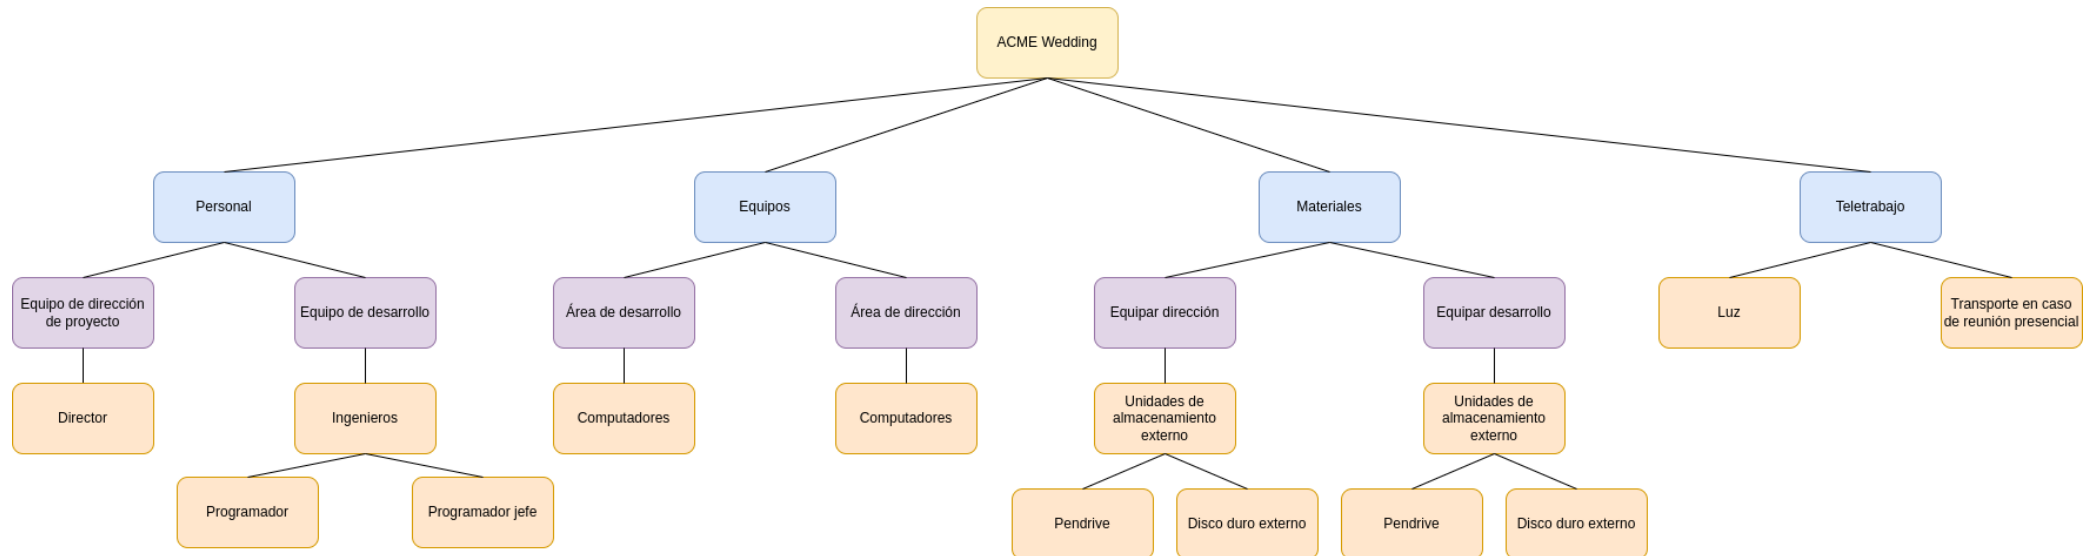 ACME Wedding
Personal
Equipos
Materiales
Teletrabajo
Equipo de dirección
de proyecto
Equipo de desarrollo
Área de desarrollo
Área de dirección
Equipar dirección
Equipar desarrollo
Luz
Transporte en caso
de reunión presencial
Director
Ingenieros
Computadores
Computadores
Unidades de
almacenamiento
externo
Unidades de
almacenamiento
externo
Programador
Programador jefe
Pendrive
Disco duro externo
Pendrive
Disco duro externo